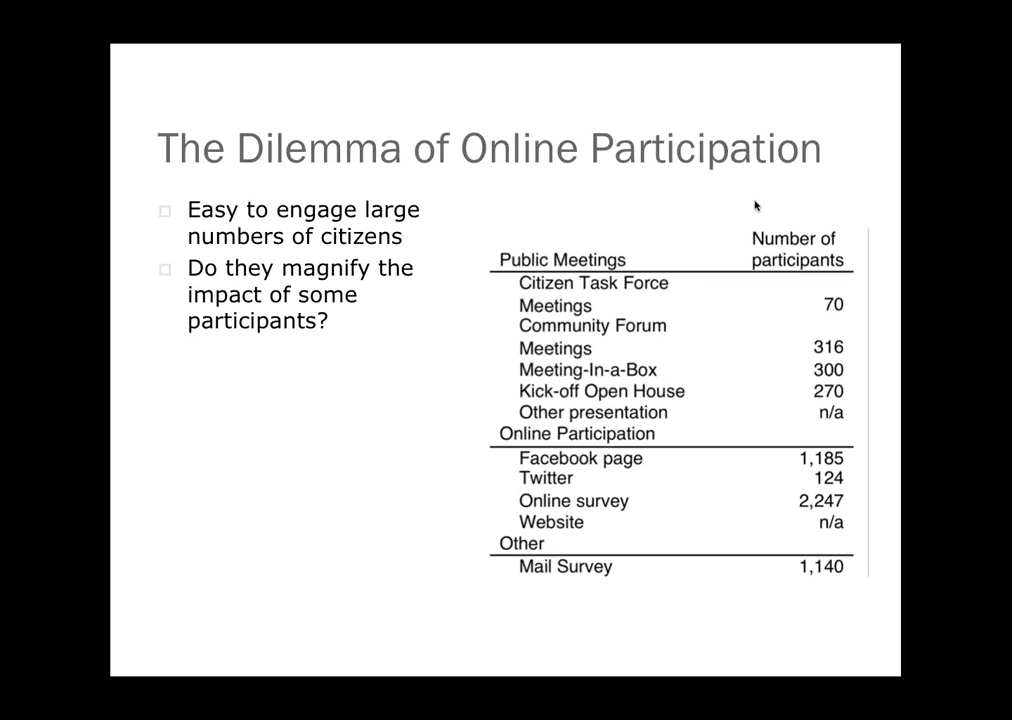 The Dilemma of Online Participation
Easy to engage large
numbers of citizens
Do they magnify the
impact of some
participants?
Number of
Public Meetings participants
Citizen Task Force
Meetings 70
Community Forum
Meetings 316
Meeting-In-a-Box 300
Kick-off Open House 270
Other presentation n/a
Online Participation
Facebook page 1,185
Twitter 124
Online survey 2,247
Website n/a
Other
Mail Survey 1,140